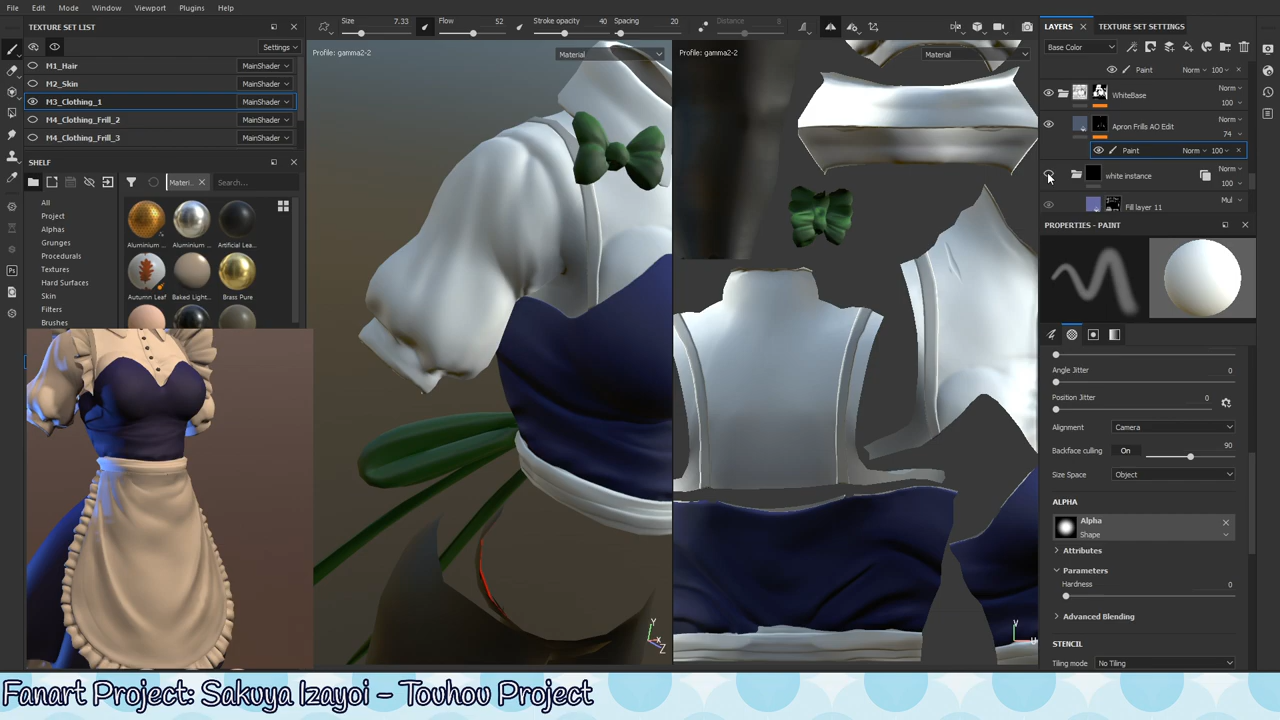 File Edit Mode Window Viewport Plugins Help
TEXTURE SET LIST
Size 7.33 Flow 52 Stroke opacity 40 Spacing 20 Distance 8
LAYERS TEXTURE SET SETTINGS
Settings
Base Color
Profile: gamma2-2 Material
Profile: gamma2-2 Material
M1_Hair MainShader
M2_Skin MainShader
M3_Clothing_1 MainShader
M4_Clothing_Frill_2 MainShader
M4_Clothing_Frill_3 MainShader
Paint Norm 100
WhiteBase Norm 100
Apron Frills AO Edit Norm 74
Paint Norm 100
white instance Norm 100
Fill layer 11 Mul
SHELF
Materi... Search...
All
Project
Alphas
Grunges
Procedurals
Textures
Hard Surfaces
Skin
Filters
Brushes
Aluminium ... Aluminium ... Artificial Lea...
Autumn Leaf Baked Light... Brass Pure
PROPERTIES - PAINT
Angle Jitter 0
Position Jitter 0
Alignment Camera
Backface culling On 90
Size Space Object
ALPHA
Alpha
Shape
Attributes
Parameters
Hardness 0
Advanced Blending
STENCIL
Tiling mode No Tiling
Y
X
Z
Y
U
Fanart Project: Sakuya Izayoi - Touhou Project